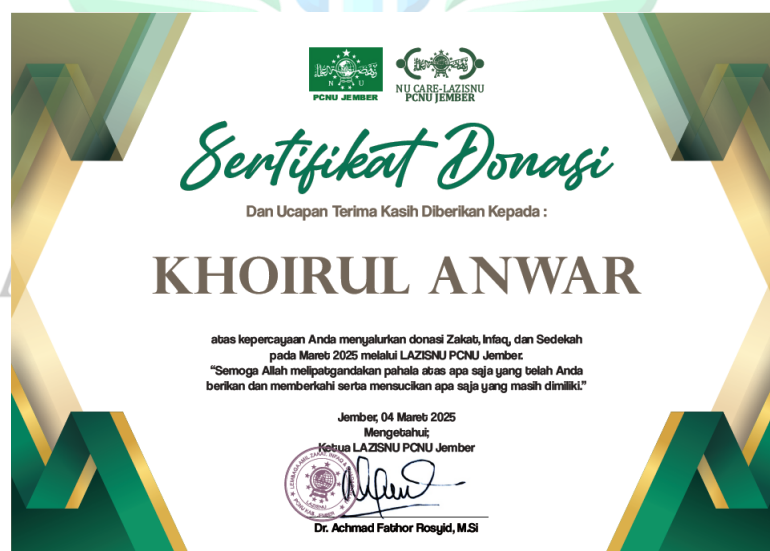 N U
PCNU JEMBER
NU CARE-LAZISNU
PCNU JEMBER
Sertifikat Donasi
Dan Ucapan Terima Kasih Diberikan Kepada :
KHOIRUL ANWAR
atas kepercayaan Anda menyalurkan donasi Zakat, Infaq, dan Sedekah
pada Maret 2025 melalui LAZISNU PCNU Jember.
“Semoga Allah melipatgandakan pahala atas apa saja yang telah Anda
berikan dan memberkahi serta mensucikan apa saja yang masih dimiliki.”
Jember, 04 Maret 2025
Mengetahui;
Ketua LAZISNU PCNU Jember
LAZISNU
Dr. Achmad Fathor Rosyid, M.Si